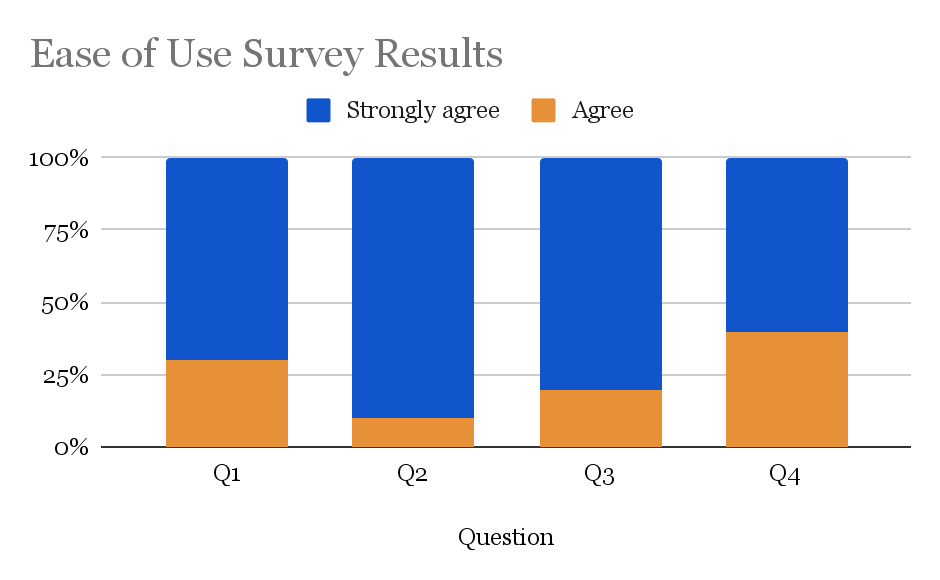 Ease of Use Survey Results
Strongly agree Agree
100%
75%
50%
25%
0%
Q1 Q2 Q3 Q4
Question